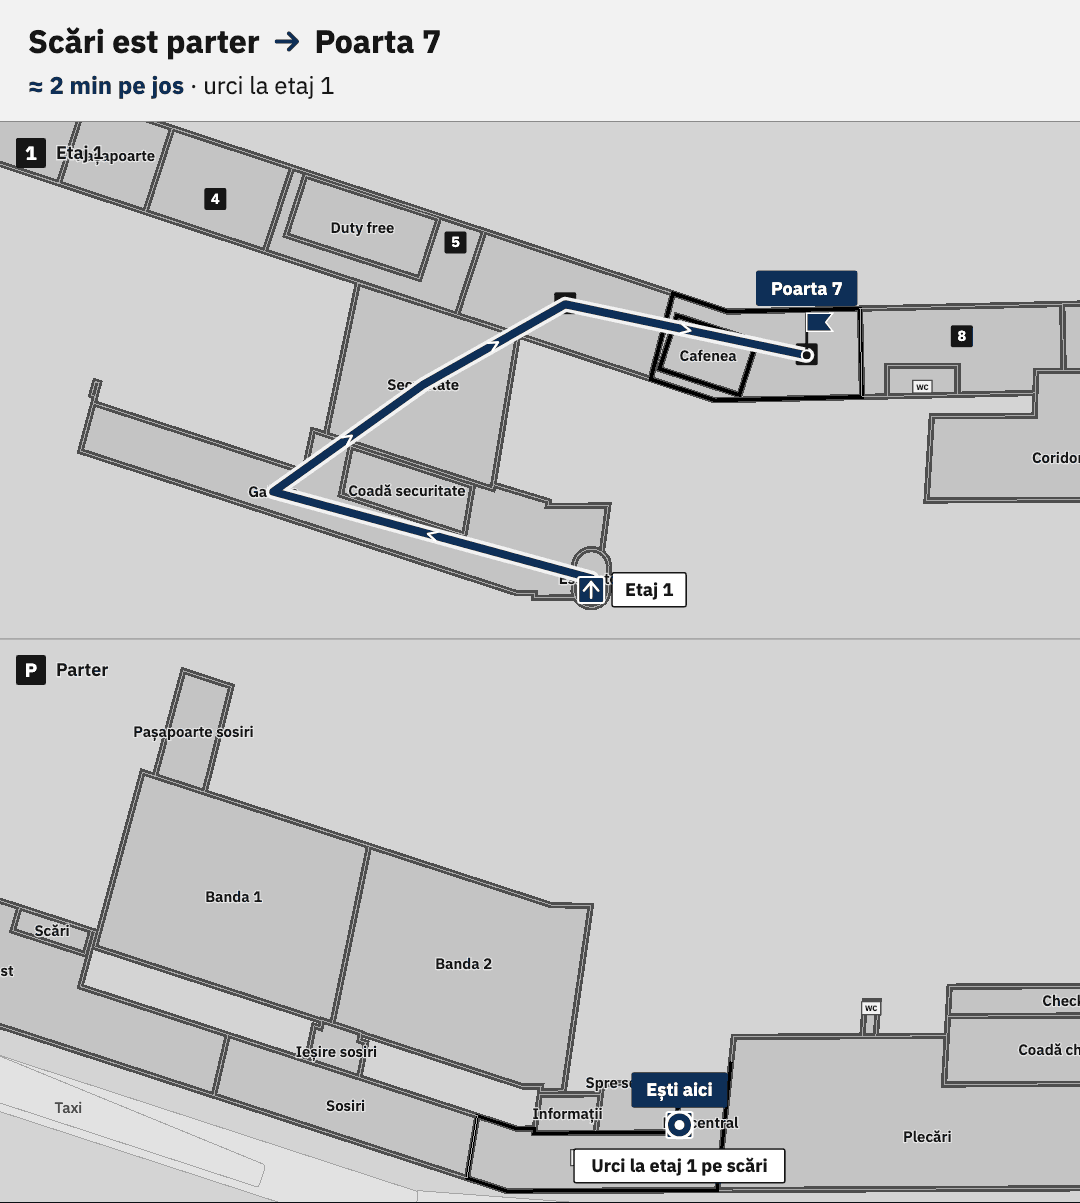 Scări est parter → Poarta 7
≈ 2 min pe jos · urci la etaj 1
1 Etaj 1
4
Duty free
5
Poarta 7
Cafenea
8
wc
Coadă securitate
Etaj 1
P Parter
Pașapoarte sosiri
Banda 1
Scări
Banda 2
wc
Ieșire sosiri
Ești aici
Taxi
Sosiri
Informații
Plecări
Urci la etaj 1 pe scări